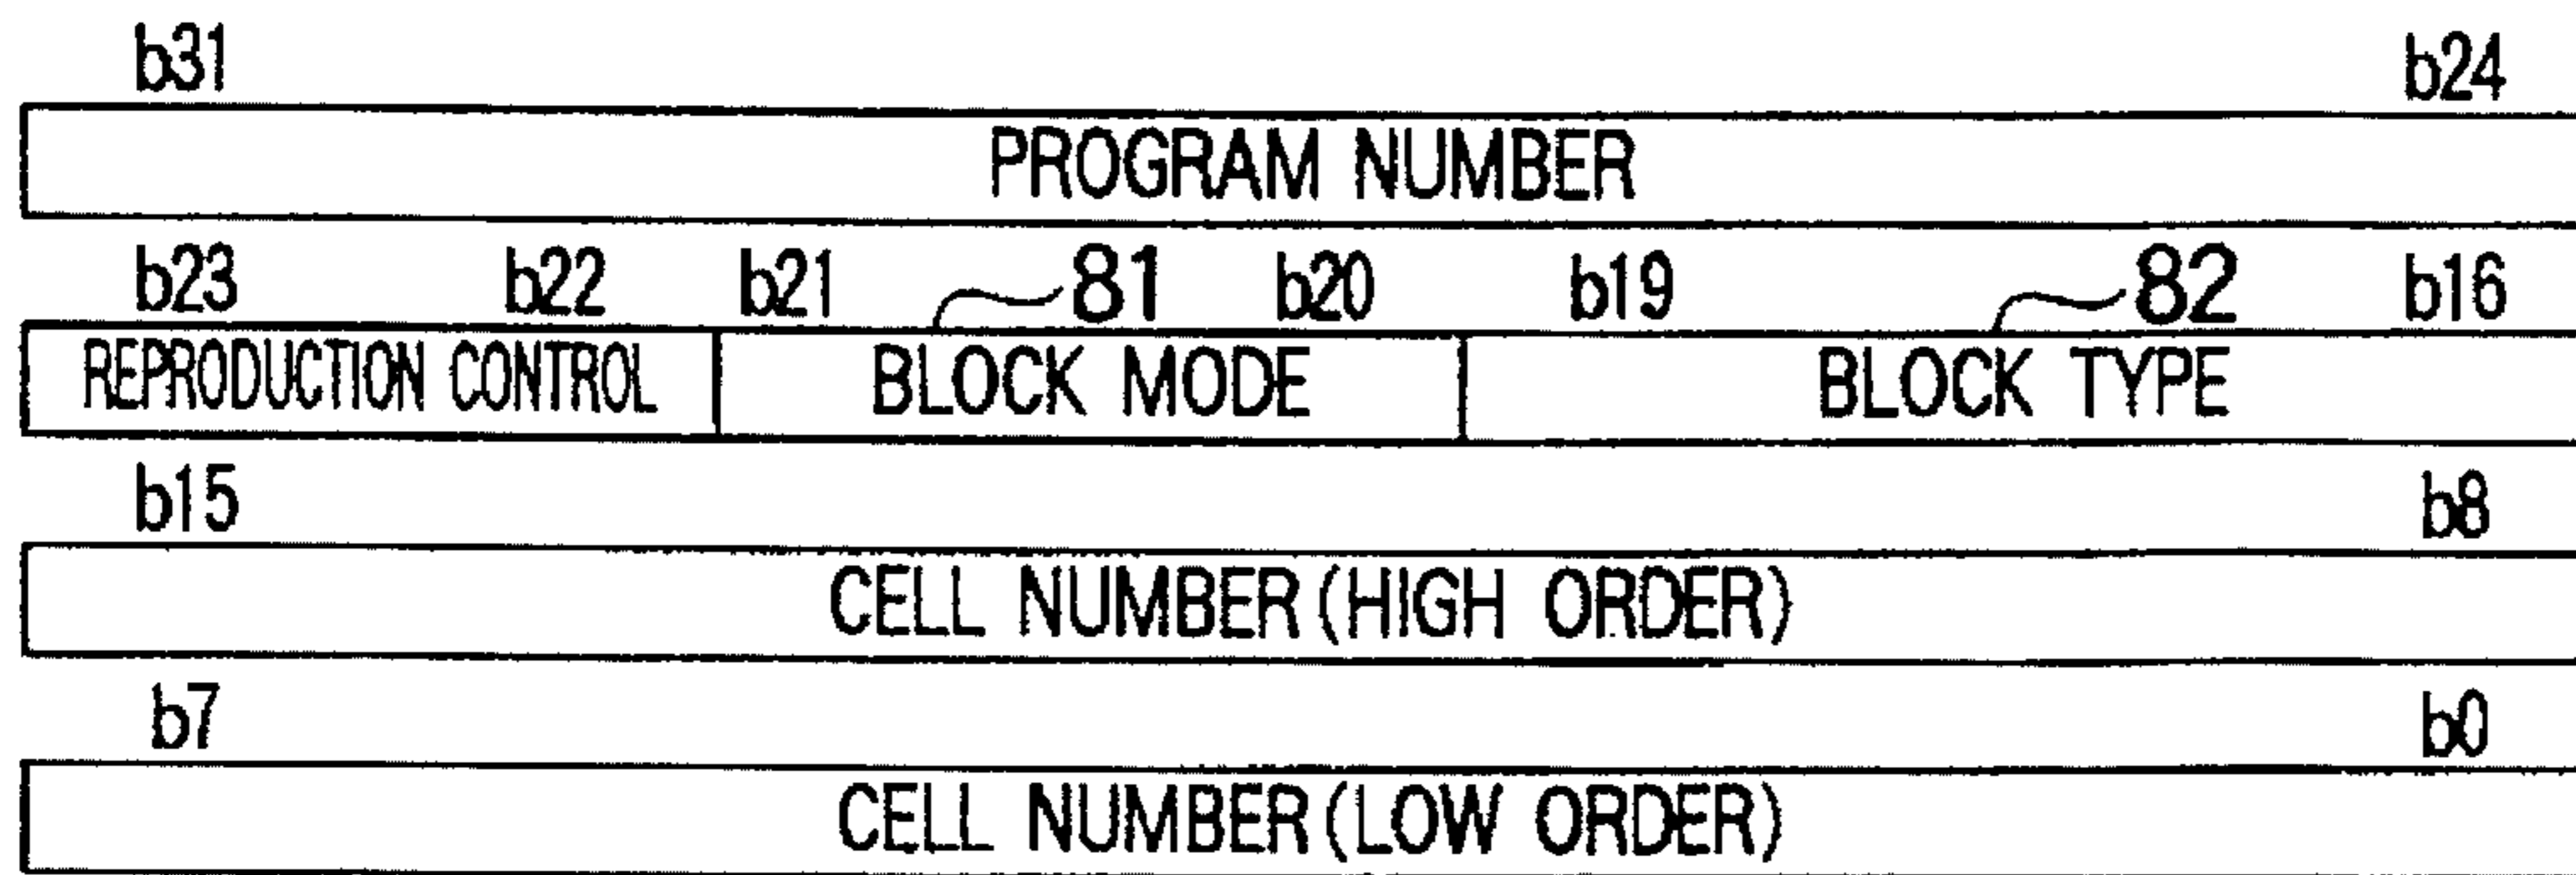 b31 b24
PROGRAM NUMBER
b23 b22 b21 81 b20 b19 82 b16
REPRODUCTION CONTROL BLOCK MODE BLOCK TYPE
b15 b8
CELL NUMBER (HIGH ORDER)
b7 b0
CELL NUMBER (LOW ORDER)